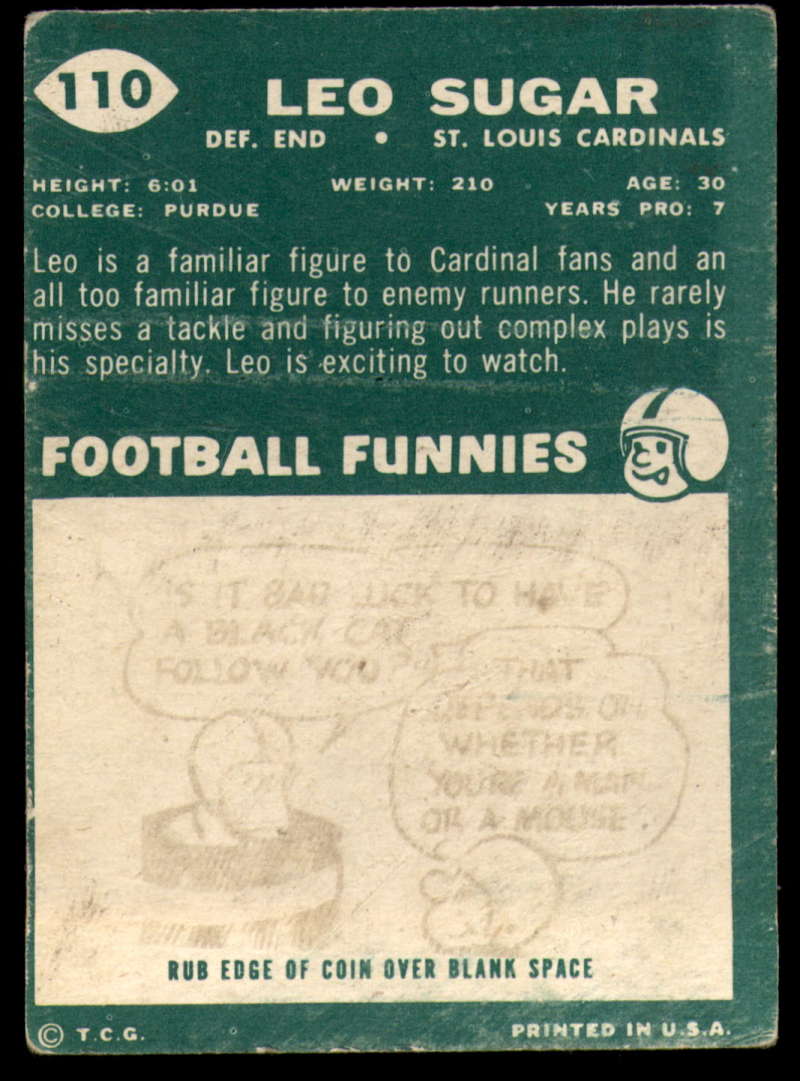 110
LEO SUGAR
DEF. END • ST. LOUIS CARDINALS
HEIGHT: 6:01 WEIGHT: 210 AGE: 30
COLLEGE: PURDUE YEARS PRO: 7
Leo is a familiar figure to Cardinal fans and an
all too familiar figure to enemy runners. He rarely
misses a tackle and figuring out complex plays is
his specialty. Leo is exciting to watch.
FOOTBALL FUNNIES
IS IT BAD LUCK TO HAVE
A BLACK CAT
FOLLOW YOU?
THAT
DEPENDS ON
WHETHER
YOU'RE A MAN
OR A MOUSE.
RUB EDGE OF COIN OVER BLANK SPACE
© T.C.G. PRINTED IN U.S.A.